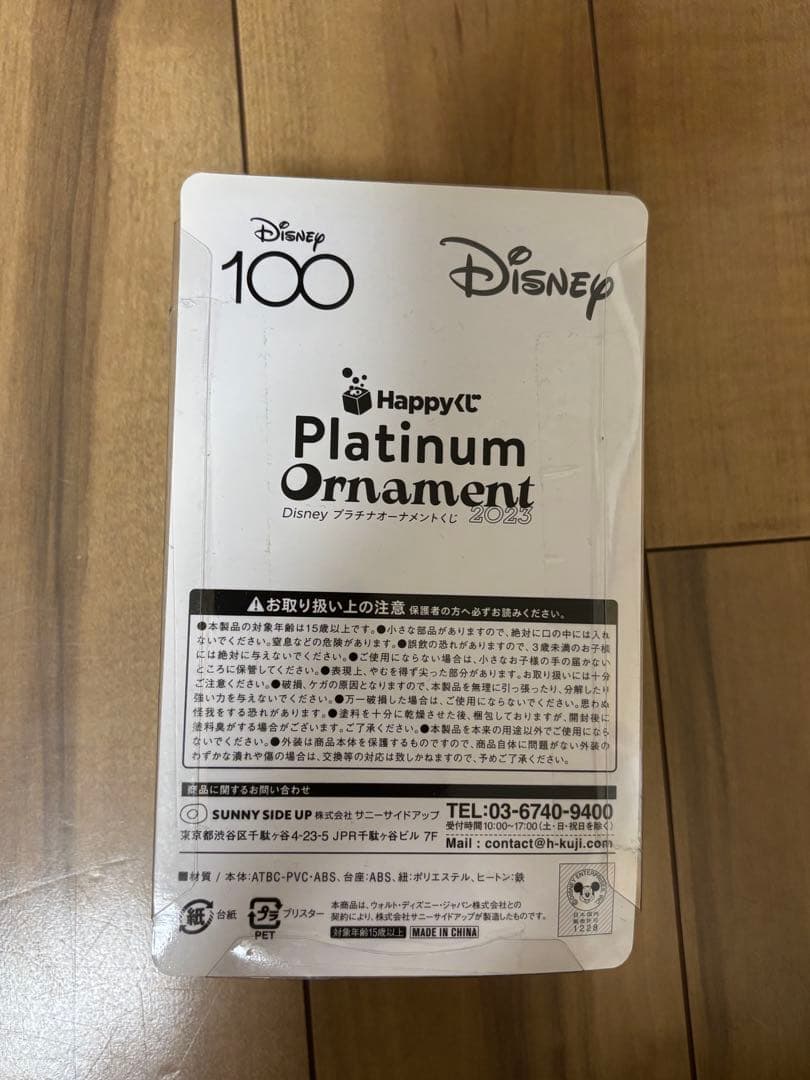 Disney
100
Disney
Happyくじ
Platinum
Ornament
Disney プラチナオーナメントくじ 2023
⚠お取り扱い上の注意 保護者の方へ必ずお読みください。
●本製品の対象年齢は15歳以上です。●小さな部品がありますので、絶対に口の中には入れ
ないでください。窒息などの危険があります。●誤飲の恐れがありますので、3歳未満のお子様
には絶対に与えないでください。●ご使用にならない場合は、小さなお子様の手の届かない
ところに保管してください。●表現上、やむを得ず尖った部分があります。お取り扱いには十分
ご注意ください。●破損、ケガの原因となりますので、本製品を無理に引っ張ったり、分解したり
強い力を与えないでください。●万一破損した場合は、ご使用にならないでください。思わぬ
怪我をする恐れがあります。●塗料を十分に乾燥させた後、梱包しておりますが、開封後に
塗料臭がする場合がございます。ご了承ください。●本製品を本来の用途以外でご使用になら
ないでください。●外装は商品本体を保護するものですので、商品自体に問題がない外装の
わずかな潰れや傷の場合は、交換等の対応は致しかねますので、予めご了承ください。
商品に関するお問い合わせ
SUNNY SIDE UP 株式会社 サニーサイドアップ
東京都渋谷区千駄ヶ谷4-23-5 JPR千駄ヶ谷ビル 7F
TEL:03-6740-9400
受付時間10:00~17:00(土・日・祝日を除く)
Mail : contact@h-kuji.com
■材質 / 本体:ATBC-PVC・ABS、台座:ABS、紐:ポリエステル、ヒートン:鉄
紙 台紙
プラ ブリスター
PET
本商品は、ウォルト・ディズニー・ジャパン株式会社との
契約により、株式会社サニーサイドアップが製造したものです。
対象年齢15歳以上 MADE IN CHINA
日本国内
販売許可
1228